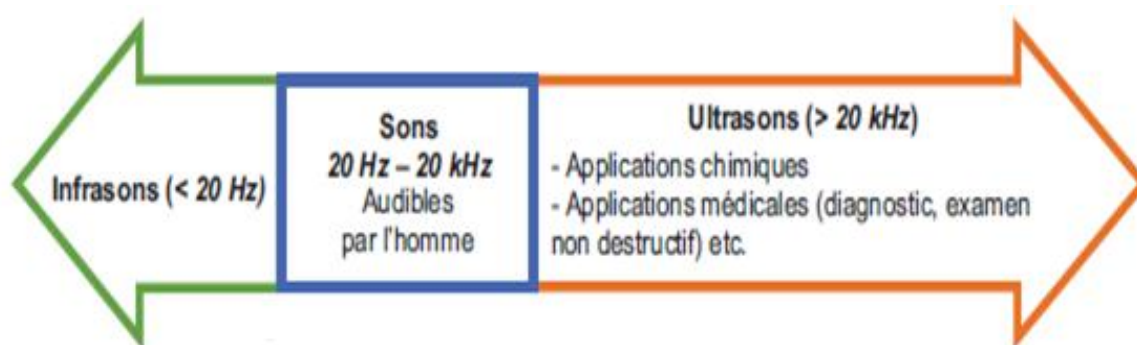 Infrasons (< 20 Hz)
Sons
20 Hz – 20 kHz
Audibles
par l'homme
Ultrasons (> 20 kHz)
- Applications chimiques
- Applications médicales (diagnostic, examen
non destructif) etc.